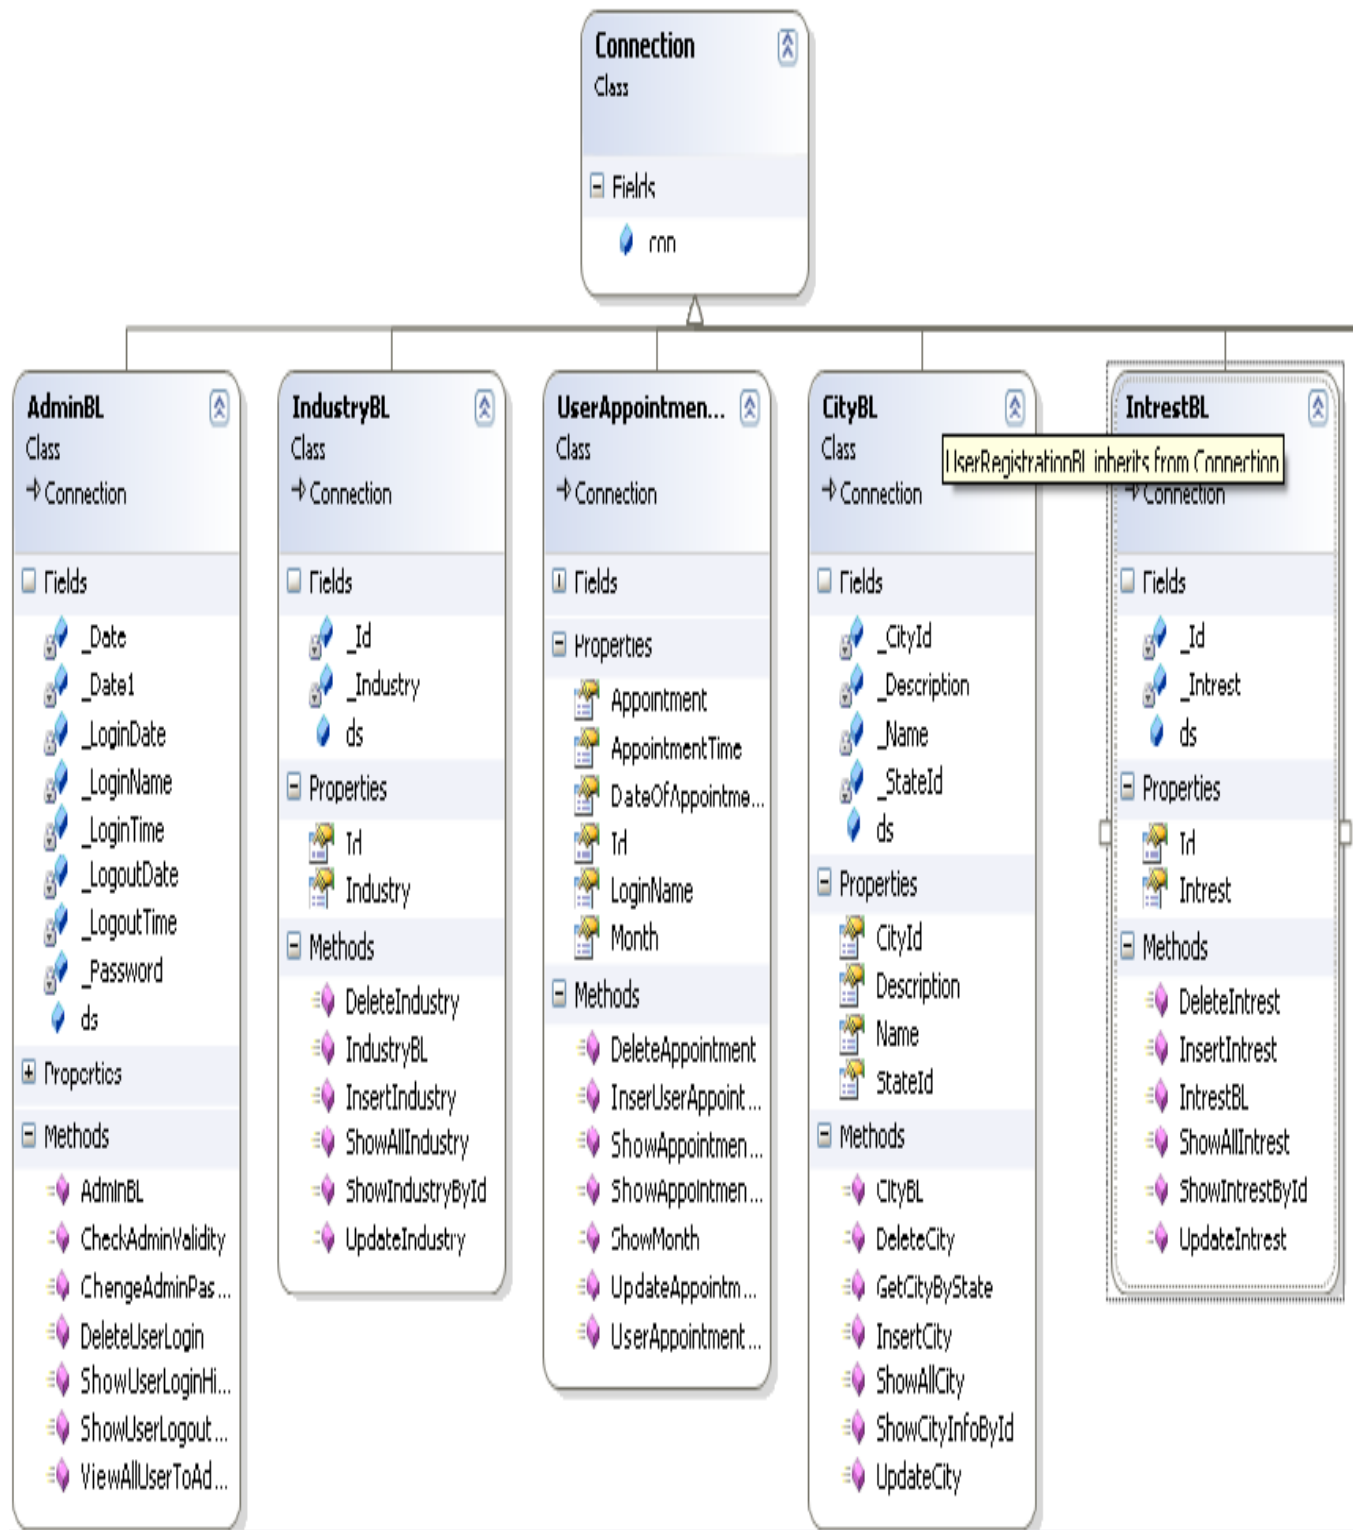 Connection
Class
Fields
con
AdminBL
Class
Connection
Fields
_Date
_Date1
_LoginDate
_LoginName
_LoginTime
_LogoutDate
_LogoutTime
_Password
ds
Properties
Methods
AdminBL
CheckAdminValidity
ChengeAdminPas...
DeleteUserLogin
ShowUserLoginHi...
ShowUserLogout...
ViewAllUserToAd...
IndustryBL
Class
Connection
Fields
_Id
_Industry
ds
Properties
Id
Industry
Methods
DeleteIndustry
IndustryBL
InsertIndustry
ShowAllIndustry
ShowIndustryById
UpdateIndustry
UserAppointmen...
Class
Connection
Fields
Properties
Appointment
AppointmentTime
DateOfAppointme...
Id
LoginName
Month
Methods
DeleteAppointment
InserUserAppoint...
ShowAppointmen...
ShowAppointmen...
ShowMonth
UpdateAppointm...
UserAppointment...
CityBL
Class
Connection
Fields
_CityId
_Description
_Name
_StateId
ds
Properties
CityId
Description
Name
StateId
Methods
CityBL
DeleteCity
GetCityByState
InsertCity
ShowAllCity
ShowCityInfoById
UpdateCity
UserRegistrationBL inherits from Connection
IntrestBL
Connection
Fields
_Id
_Intrest
ds
Properties
Id
Intrest
Methods
DeleteIntrest
InsertIntrest
IntrestBL
ShowAllIntrest
ShowIntrestById
UpdateIntrest